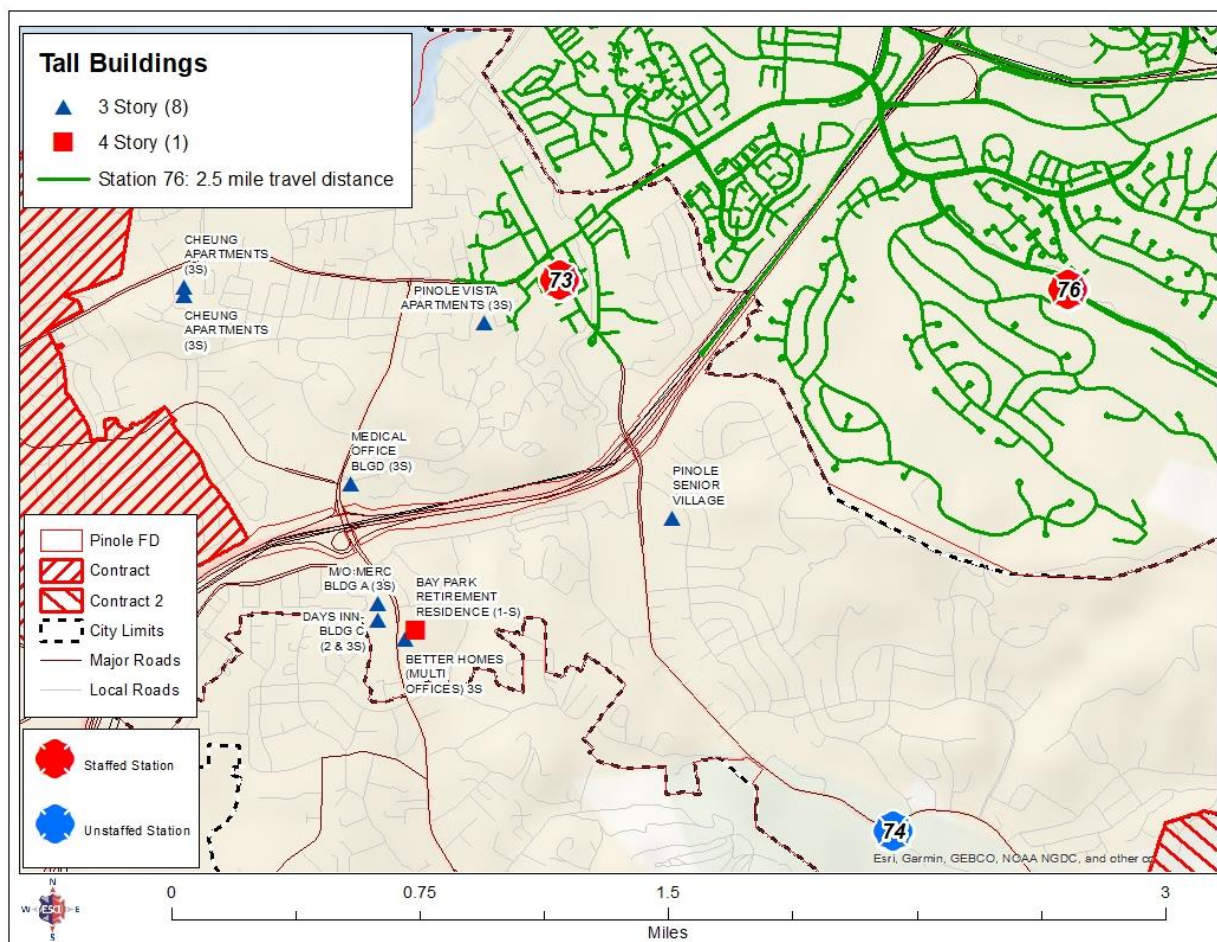 Tall Buildings
3 Story (8)
4 Story (1)
Station 76: 2.5 mile travel distance
CHEUNG
APARTMENTS
(3S)
CHEUNG
APARTMENTS
(3S)
PINOLE VISTA
APARTMENTS (3S)
73
76
MEDICAL
OFFICE
BLGD (3S)
PINOLE
SENIOR
VILLAGE
M/O:MERC
BLDG A (3S)
DAYS INN-
BLDG C
(2 & 3S)
BAY PARK
RETIREMENT
RESIDENCE (1-S)
BETTER HOMES
(MULTI
OFFICES) 3S
Pinole FD
Contract
Contract 2
City Limits
Major Roads
Local Roads
Staffed Station
Unstaffed Station
74
Esri, Garmin, GEBCO, NOAA NGDC, and other
N
W
E
S
ESCI
0
0.75
1.5
3
Miles